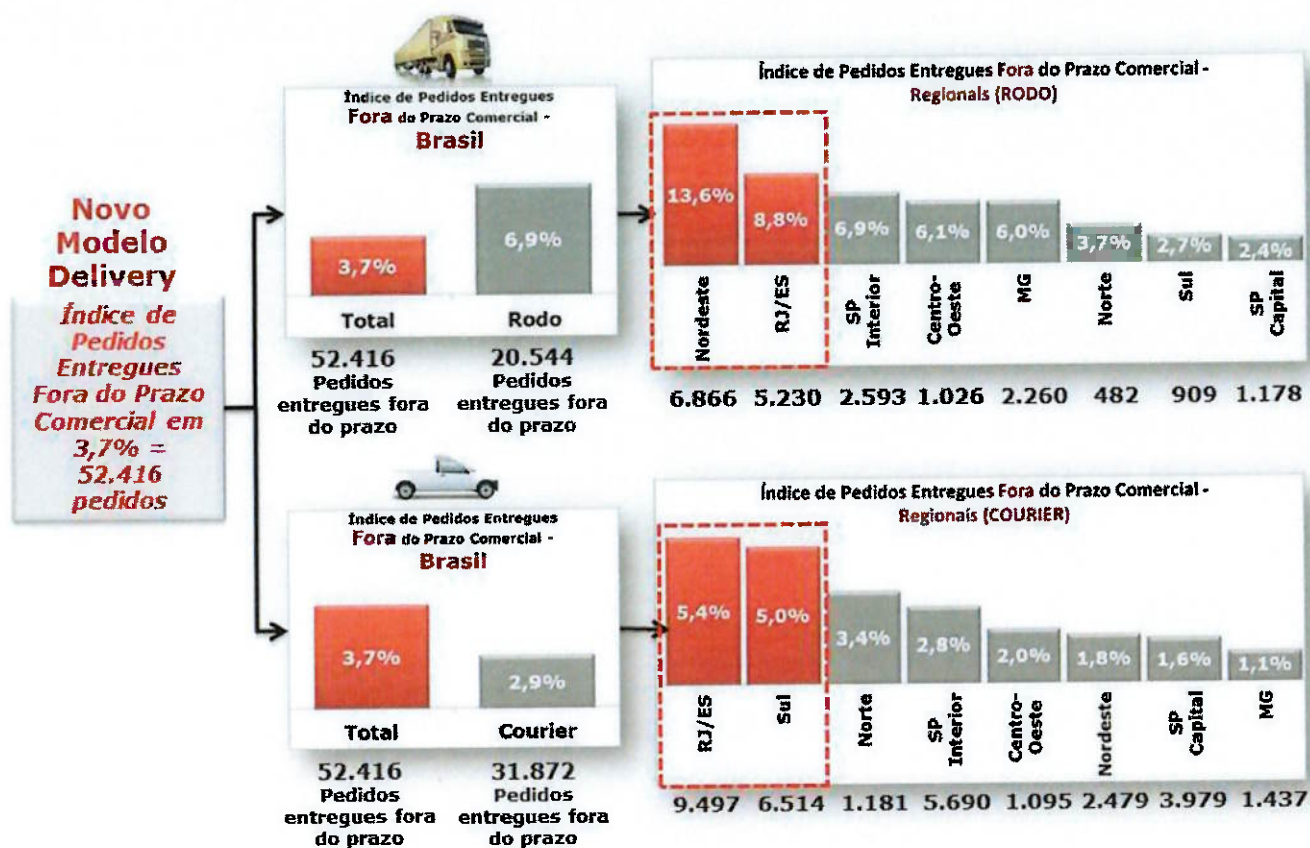 Novo
Modelo
Delivery
Índice de
Pedidos
Entregues
Fora do Prazo
Comercial em
3,7% =
52.416
pedidos
Índice de Pedidos Entregues
Fora do Prazo Comercial -
Brasil
3,7%
6,9%
Total
Rodo
52.416
Pedidos
entregues fora
do prazo
20.544
Pedidos
entregues fora
do prazo
Índice de Pedidos Entregues Fora do Prazo Comercial -
Regionais (RODO)
13,6%
8,8%
6,9%
6,1%
6,0%
3,7%
2,7%
2,4%
Nordeste
RJ/ES
SP
Interior
Centro-
Oeste
MG
Norte
Sul
SP
Capital
6.866 5.230 2.593 1.026 2.260 482 909 1.178
Índice de Pedidos Entregues
Fora do Prazo Comercial -
Brasil
3,7%
2,9%
Total
Courier
52.416
Pedidos
entregues fora
do prazo
31.872
Pedidos
entregues fora
do prazo
Índice de Pedidos Entregues Fora do Prazo Comercial -
Regionais (COURIER)
5,4%
5,0%
3,4%
2,8%
2,0%
1,8%
1,6%
1,1%
RJ/ES
Sul
Norte
SP
Interior
Centro-
Oeste
Nordeste
SP
Capital
MG
9.497 6.514 1.181 5.690 1.095 2.479 3.979 1.437